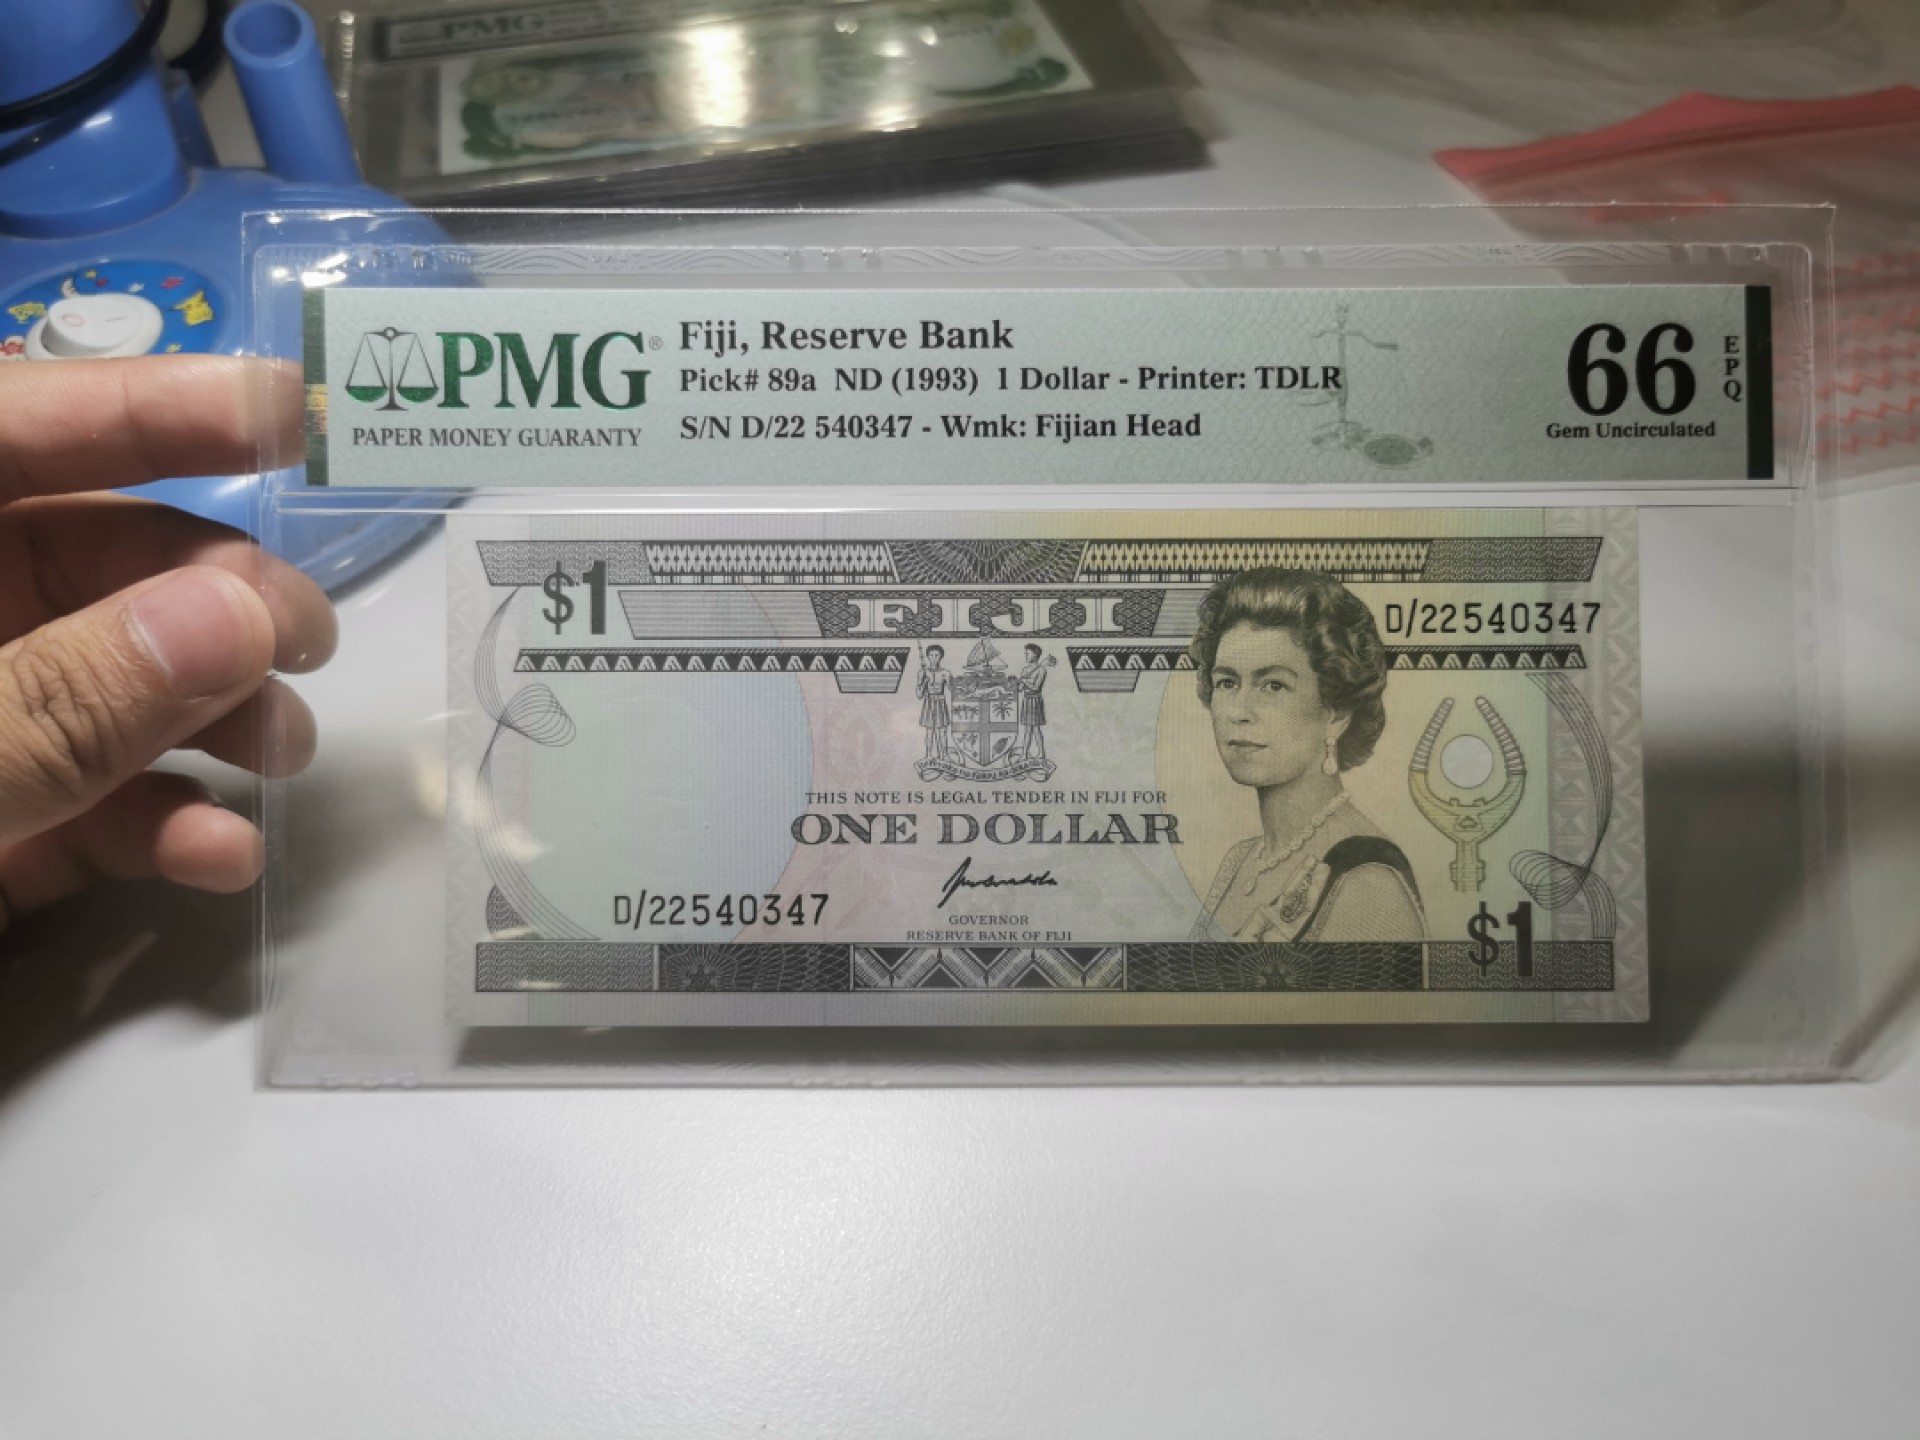 PMG
PMG®
PAPER MONEY GUARANTY
Fiji, Reserve Bank
Pick# 89a ND (1993) 1 Dollar - Printer: TDLR
S/N D/22 540347 - Wmk: Fijian Head
66
EPQ
Gem Uncirculated
$1
FIJI
D/22540347
THIS NOTE IS LEGAL TENDER IN FIJI FOR
ONE DOLLAR
D/22540347
GOVERNOR
RESERVE BANK OF FIJI
$1